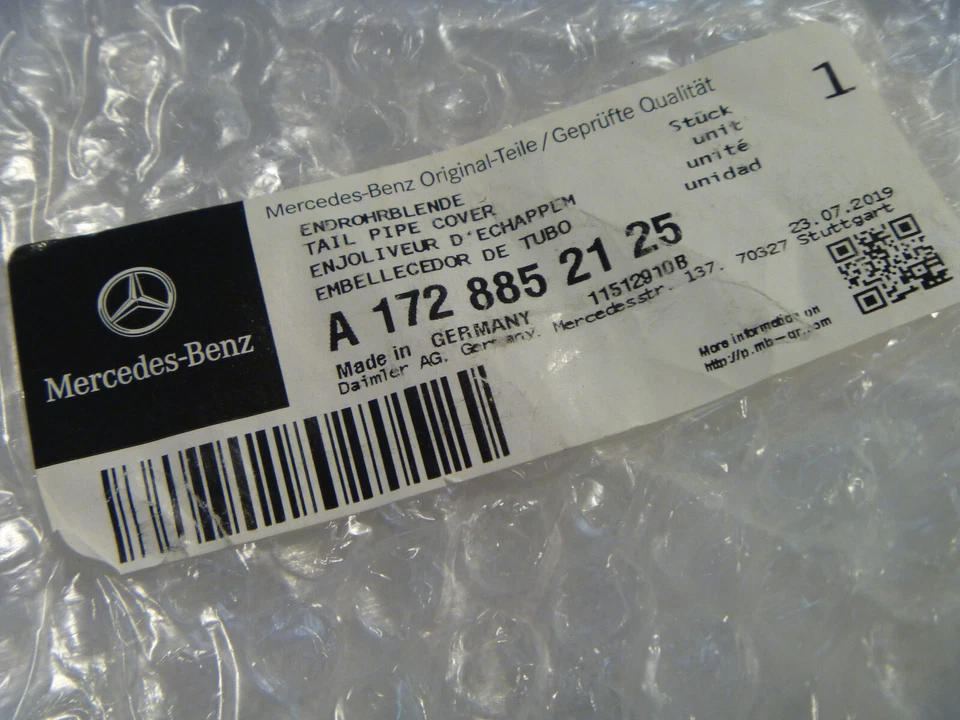 Mercedes-Benz Original-Teile / Geprüfte Qualität
1
Stück
unit
unité
unidad
ENDROHRBLENDE
TAIL PIPE COVER
ENJOLIVEUR D'ECHAPPEM
EMBELLECEDOR DE TUBO
A 172 885 21 25
Made in GERMANY 11512910B 23.07.2019
Daimler AG, Germany. Mercedesstr. 137. 70327 Stuttgart
More information on
Mercedes-Benz